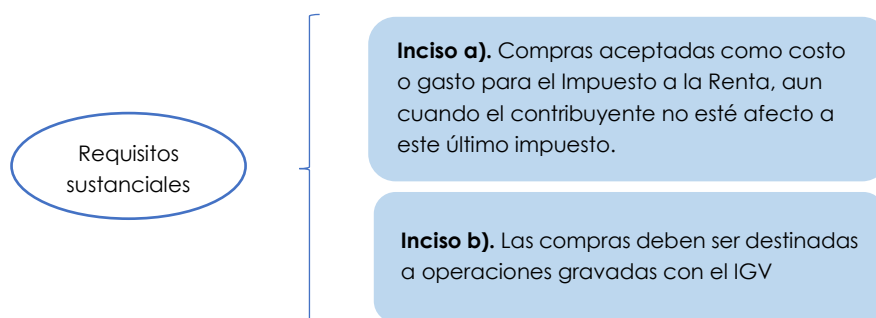 Requisitos
sustanciales
Inciso a). Compras aceptadas como costo
o gasto para el Impuesto a la Renta, aun
cuando el contribuyente no esté afecto a
este último impuesto.
Inciso b). Las compras deben ser destinadas
a operaciones gravadas con el IGV